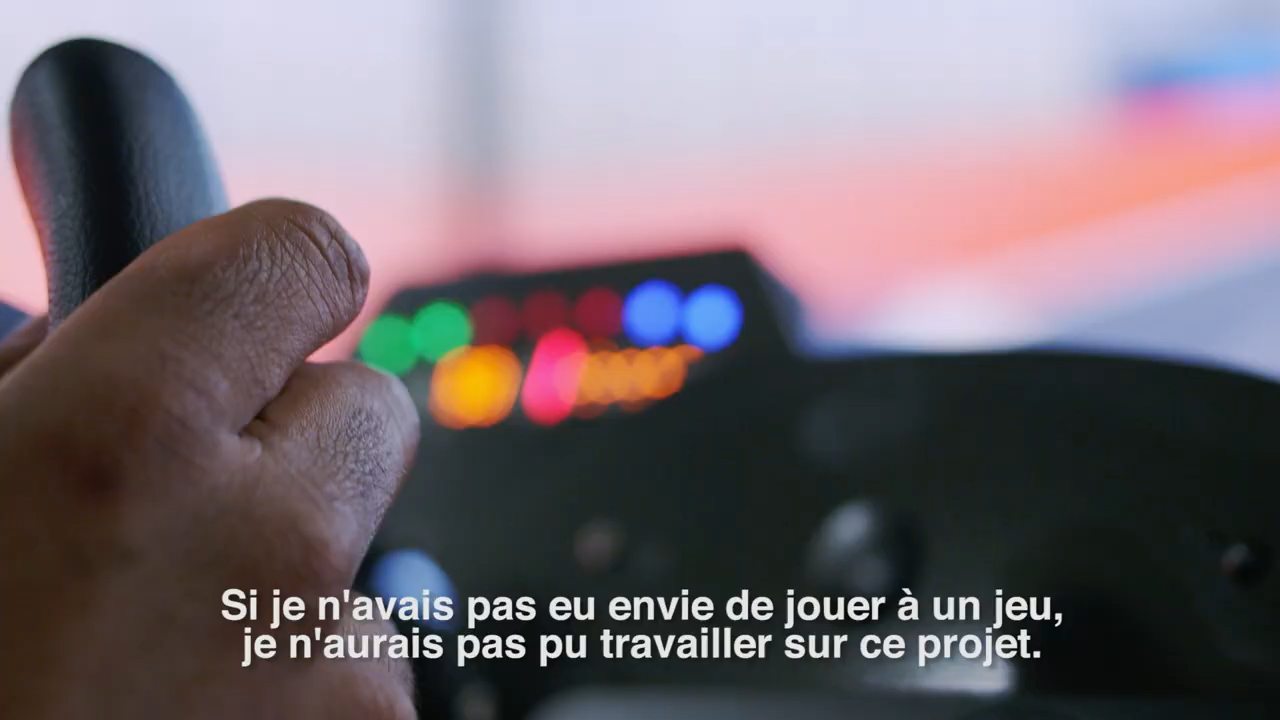 Si je n'avais pas eu envie de jouer à un jeu,
je n'aurais pas pu travailler sur ce projet.